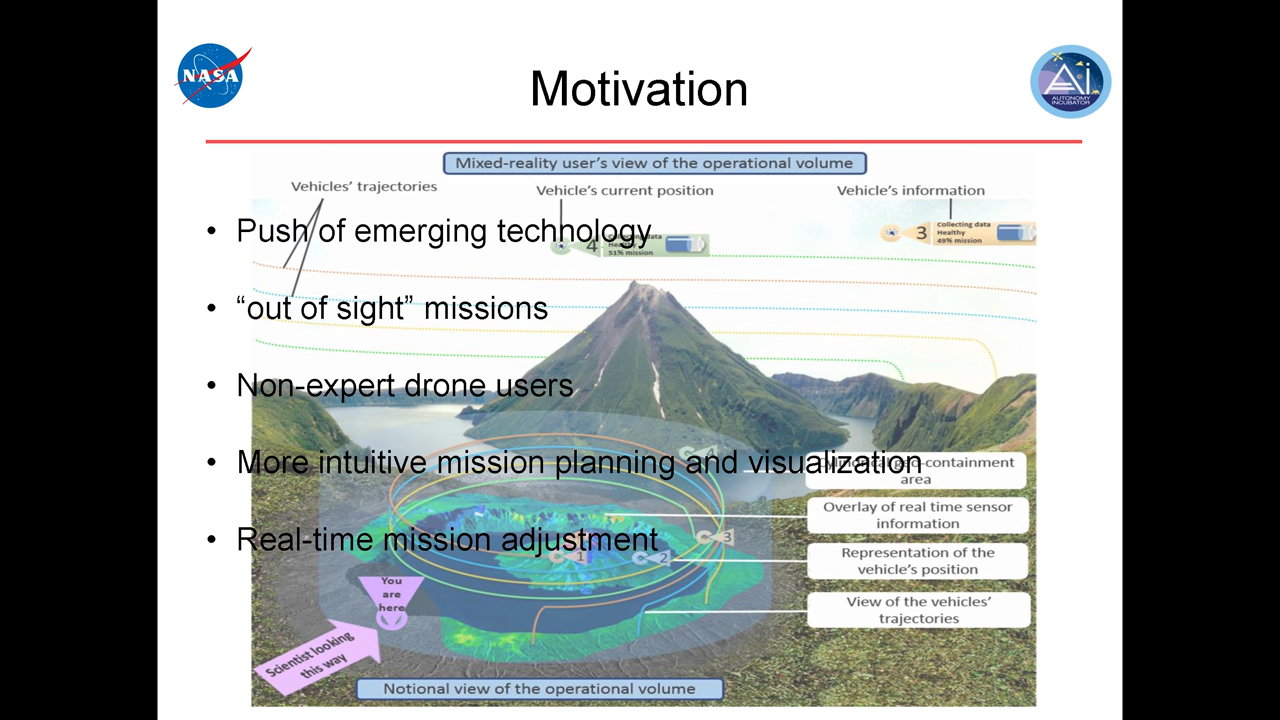 NASA
Motivation
AI
AUTONOMY
INCUBATOR
Mixed-reality user's view of the operational volume
Vehicles' trajectories
Vehicle's current position
Vehicle's information
• Push of emerging technology
4
51% mission
3
Collecting data
Healthy
49% mission
• “out of sight” missions
• Non-expert drone users
• More intuitive mission planning and visualization
4
area
Overlay of real time sensor
information
• Real-time mission adjustment
1
2
3
Representation of the
vehicle's position
You
are
here
View of the vehicles'
trajectories
Scientist looking
this way
Notional view of the operational volume